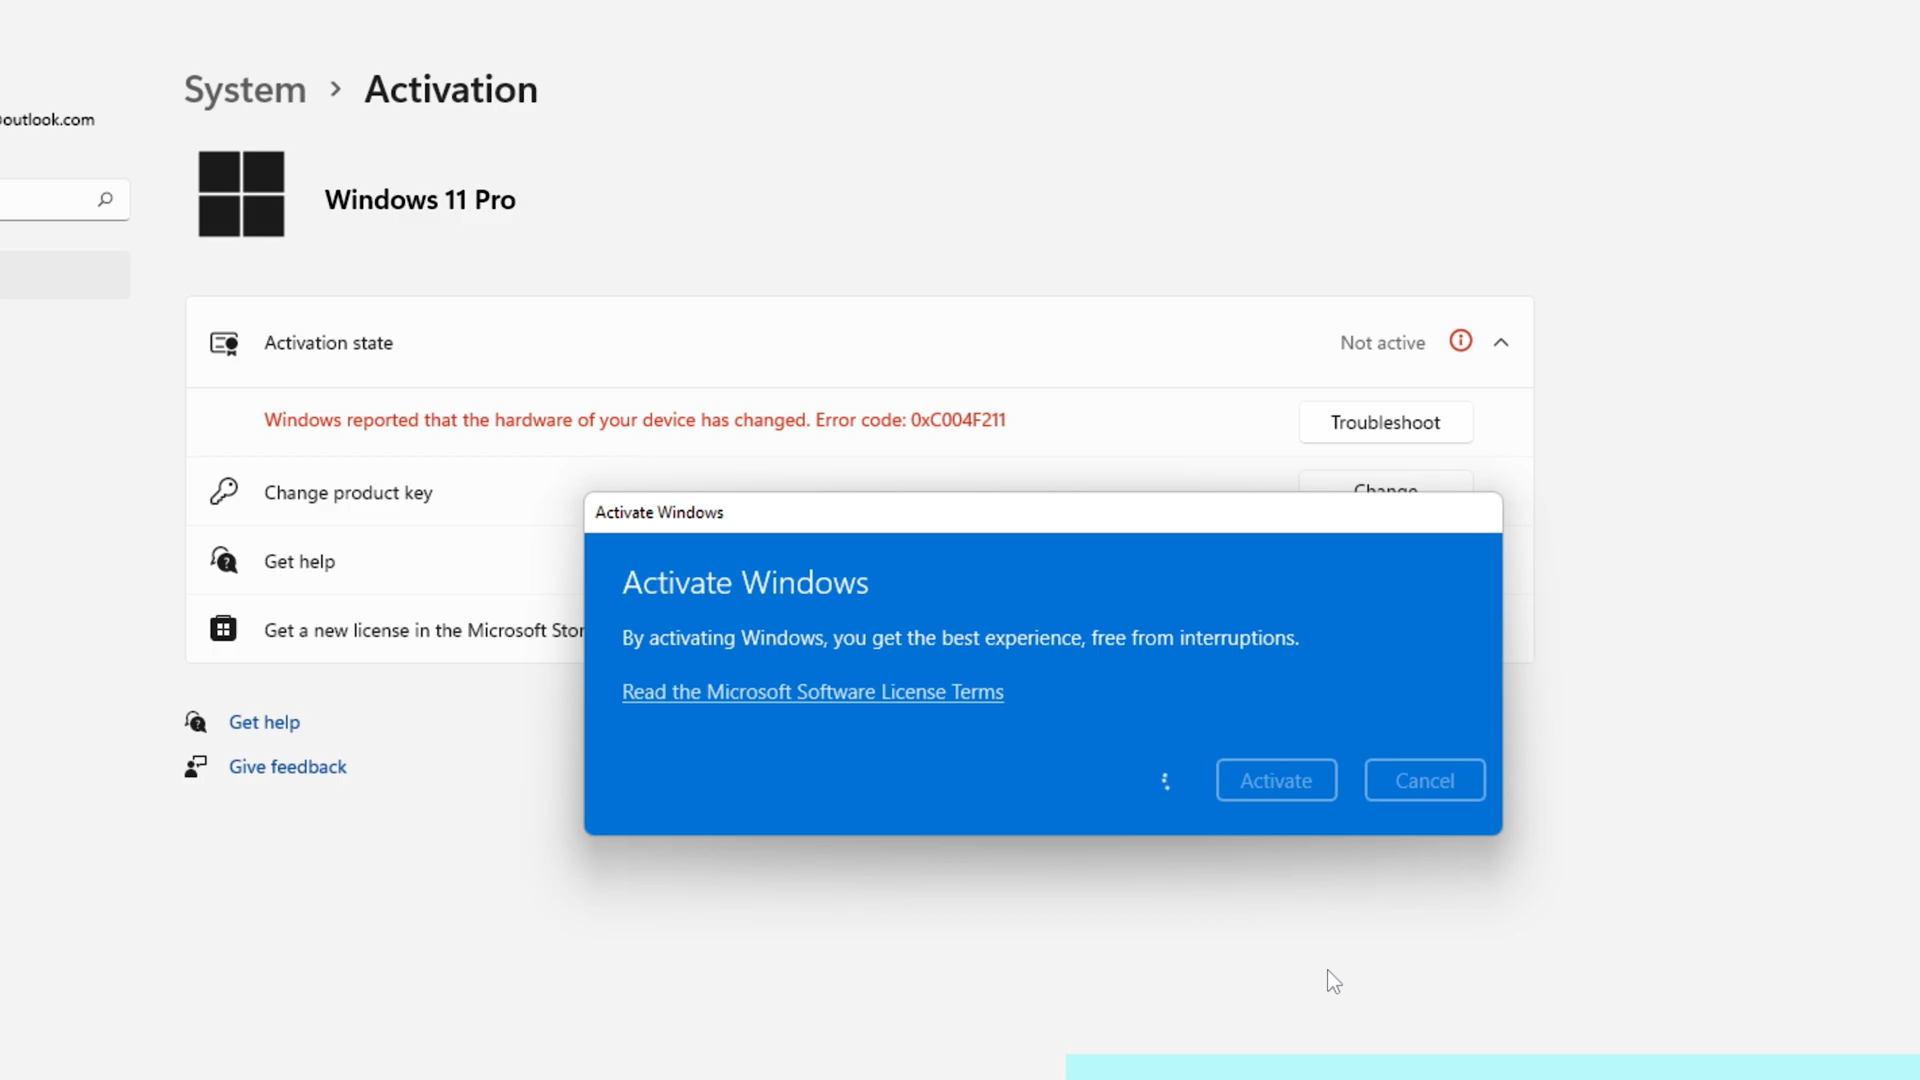 System > Activation
outlook.com
Windows 11 Pro
Activation state
Not active
Windows reported that the hardware of your device has changed. Error code: 0xC004F211
Troubleshoot
Change product key
Change
Get help
Get a new license in the Microsoft Stor
Activate Windows
Activate Windows
By activating Windows, you get the best experience, free from interruptions.
Read the Microsoft Software License Terms
Activate
Cancel
Get help
Give feedback